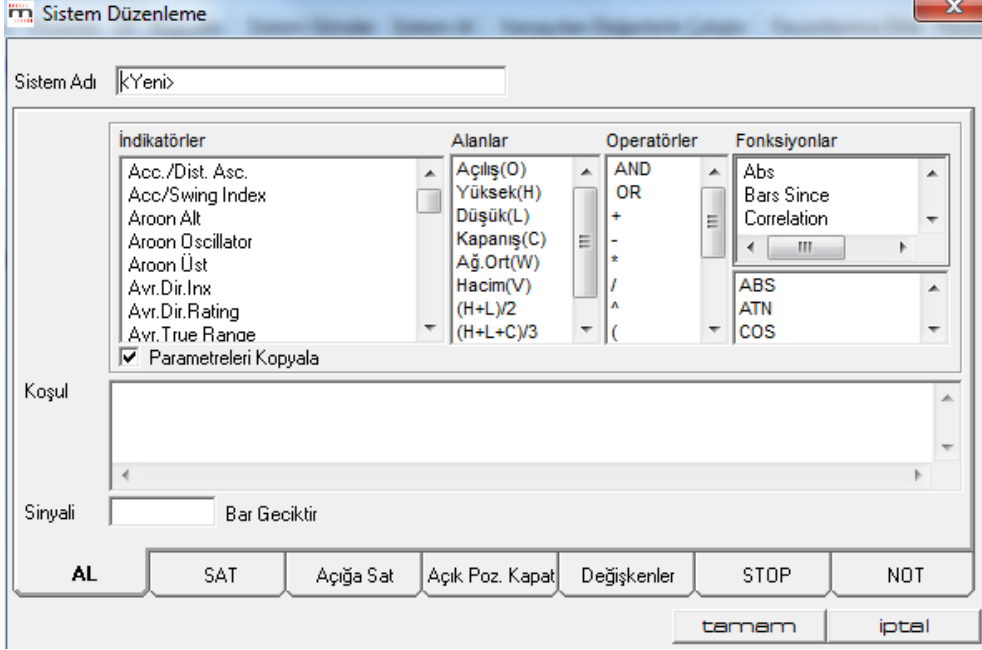 Sistem Düzenleme
Sistem Adı <Yeni>
İndikatörler
Acc./Dist. Asc.
Acc/Swing Index
Aroon Alt
Aroon Oscillator
Aroon Üst
Avr.Dir.Inx
Avr.Dir.Rating
Avr.True Range
Alanlar
Açılış(O)
Yüksek(H)
Düşük(L)
Kapanış(C)
Ağ.Ort(W)
Hacim(V)
(H+L)/2
(H+L+C)/3
Operatörler
AND
OR
+
-
*
/
^
(
Fonksiyonlar
Abs
Bars Since
Correlation
ABS
ATN
COS
Parametreleri Kopyala
Koşul
Sinyali Bar Geciktir
AL SAT Açığa Sat Açık Poz. Kapat Değişkenler STOP NOT
tamam iptal